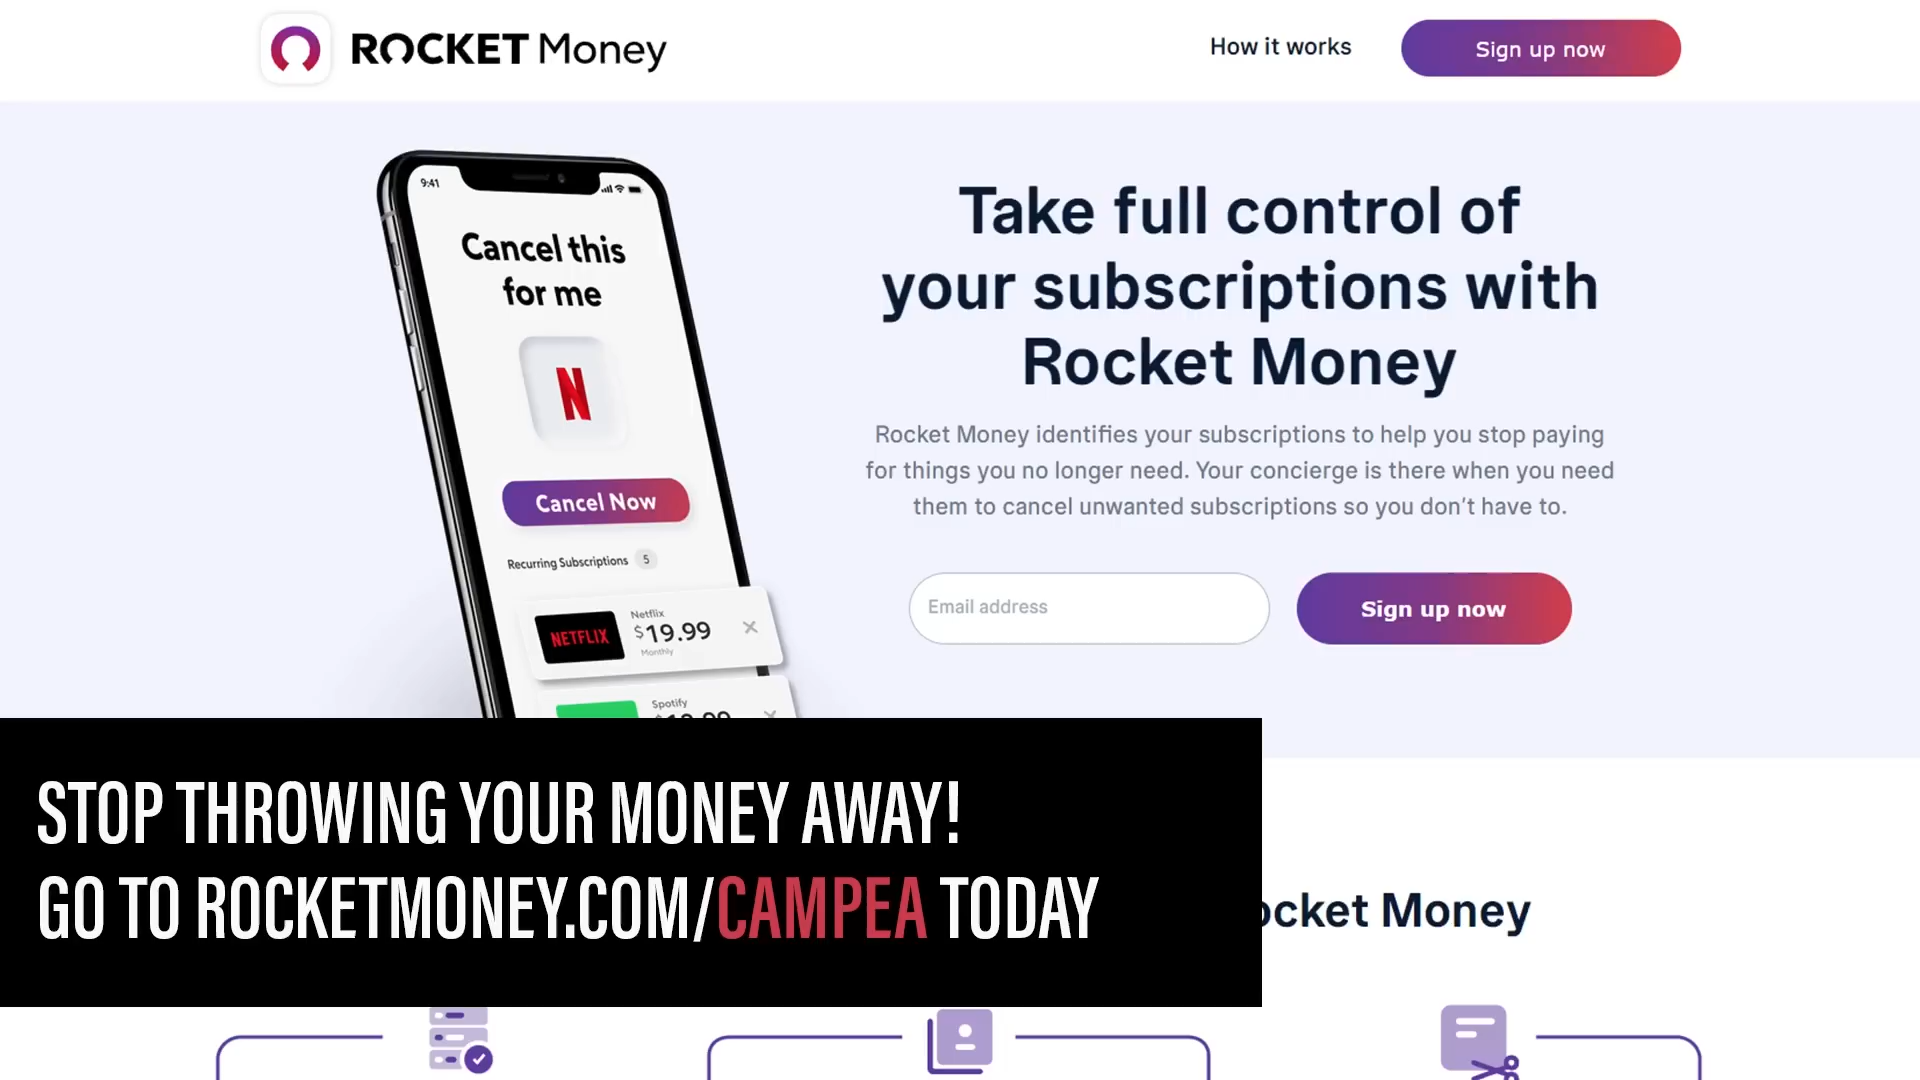 ROCKET Money
How it works
Sign up now
9:41
Cancel this
for me
N
Cancel Now
Recurring Subscriptions 5
NETFLIX
Netflix
$19.99
Monthly
Spotify
Take full control of
your subscriptions with
Rocket Money
Rocket Money identifies your subscriptions to help you stop paying
for things you no longer need. Your concierge is there when you need
them to cancel unwanted subscriptions so you don't have to.
Email address
Sign up now
STOP THROWING YOUR MONEY AWAY!
GO TO ROCKETMONEY.COM/CAMPEA TODAY
ocket Money